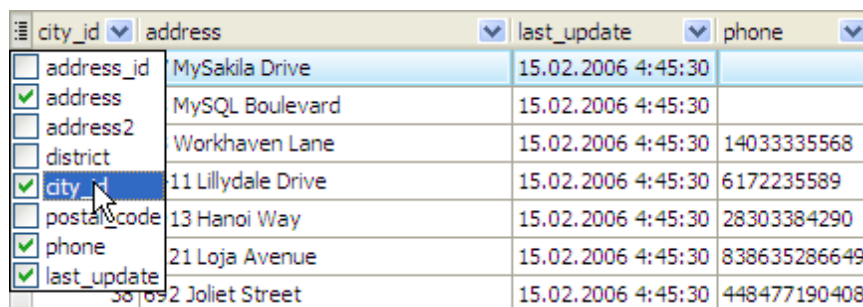 city_id address last_update phone
address_id
address
address2
district
city_id
postal_code
phone
last_update
MySakila Drive 15.02.2006 4:45:30
MySQL Boulevard 15.02.2006 4:45:30
Workhaven Lane 15.02.2006 4:45:30 14033335568
11 Lillydale Drive 15.02.2006 4:45:30 6172235589
13 Hanoi Way 15.02.2006 4:45:30 28303384290
21 Loja Avenue 15.02.2006 4:45:30 838635286649
38 692 Joliet Street 15.02.2006 4:45:30 448477190408